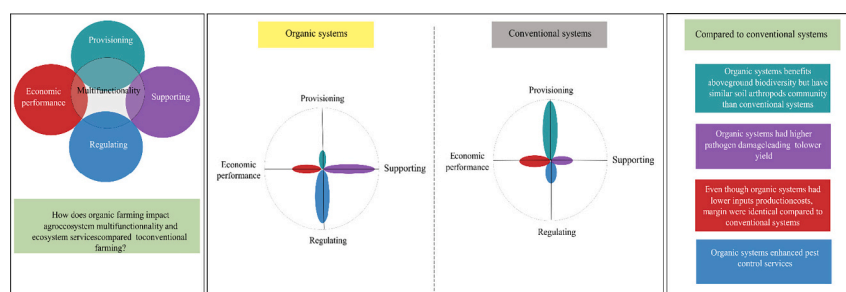 Provisioning
Economic
performance
Multifunctionality
Supporting
Regulating
How does organic farming impact
agroccosystem multifunctionnality and
ecosystem servicescompared toconventional
farming?
Organic systems
Provisioning
Economic
performance
Supporting
Regulating
Conventional systems
Provisioning
Economic
performance
Supporting
Regulating
Compared to conventional systems
Organic systems benefits
aboveground biodiversity but have
similar soil arthropods community
than conventional systems
Organic systems had higher
pathogen damageleading tolower
yield
Even though organic systems had
lower inputs productioncosts,
margin were identical compared to
conventional systems
Organic systems enhanced pest
control services